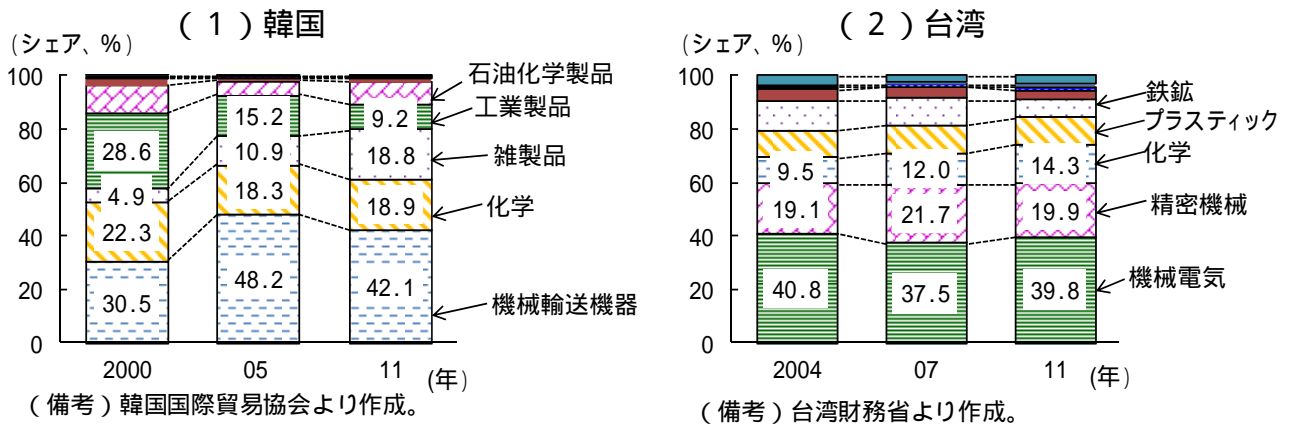 (1)韓国
(シェア、%)
100
80
60
40
20
0
28.6
4.9
22.3
30.5
15.2
10.9
18.3
48.2
9.2
18.8
18.9
42.1
石油化学製品
工業製品
雑製品
化学
機械輸送機器
2000 05 11 (年)
(備考)韓国国際貿易協会より作成。
(2)台湾
(シェア、%)
100
80
60
40
20
0
9.5
19.1
40.8
12.0
21.7
37.5
14.3
19.9
39.8
鉄鉱
プラスティック
化学
精密機械
機械電気
2004 07 11 (年)
(備考)台湾財務省より作成。